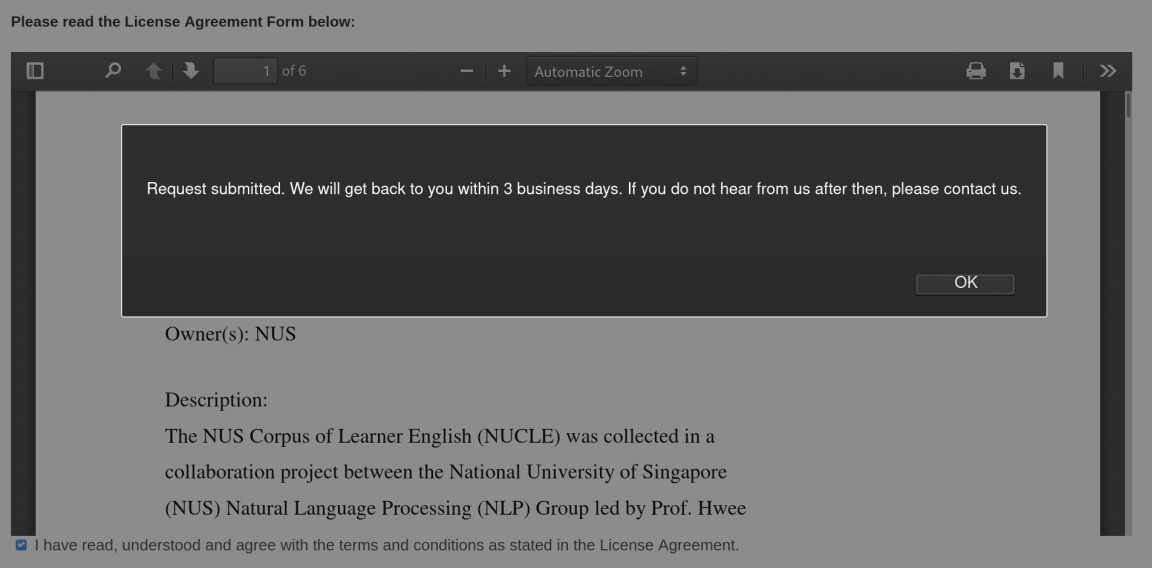 Please read the License Agreement Form below:
1 of 6
Automatic Zoom
Request submitted. We will get back to you within 3 business days. If you do not hear from us after then, please contact us.
OK
Owner(s): NUS
Description:
The NUS Corpus of Learner English (NUCLE) was collected in a
collaboration project between the National University of Singapore
(NUS) Natural Language Processing (NLP) Group led by Prof. Hwee
I have read, understood and agree with the terms and conditions as stated in the License Agreement.